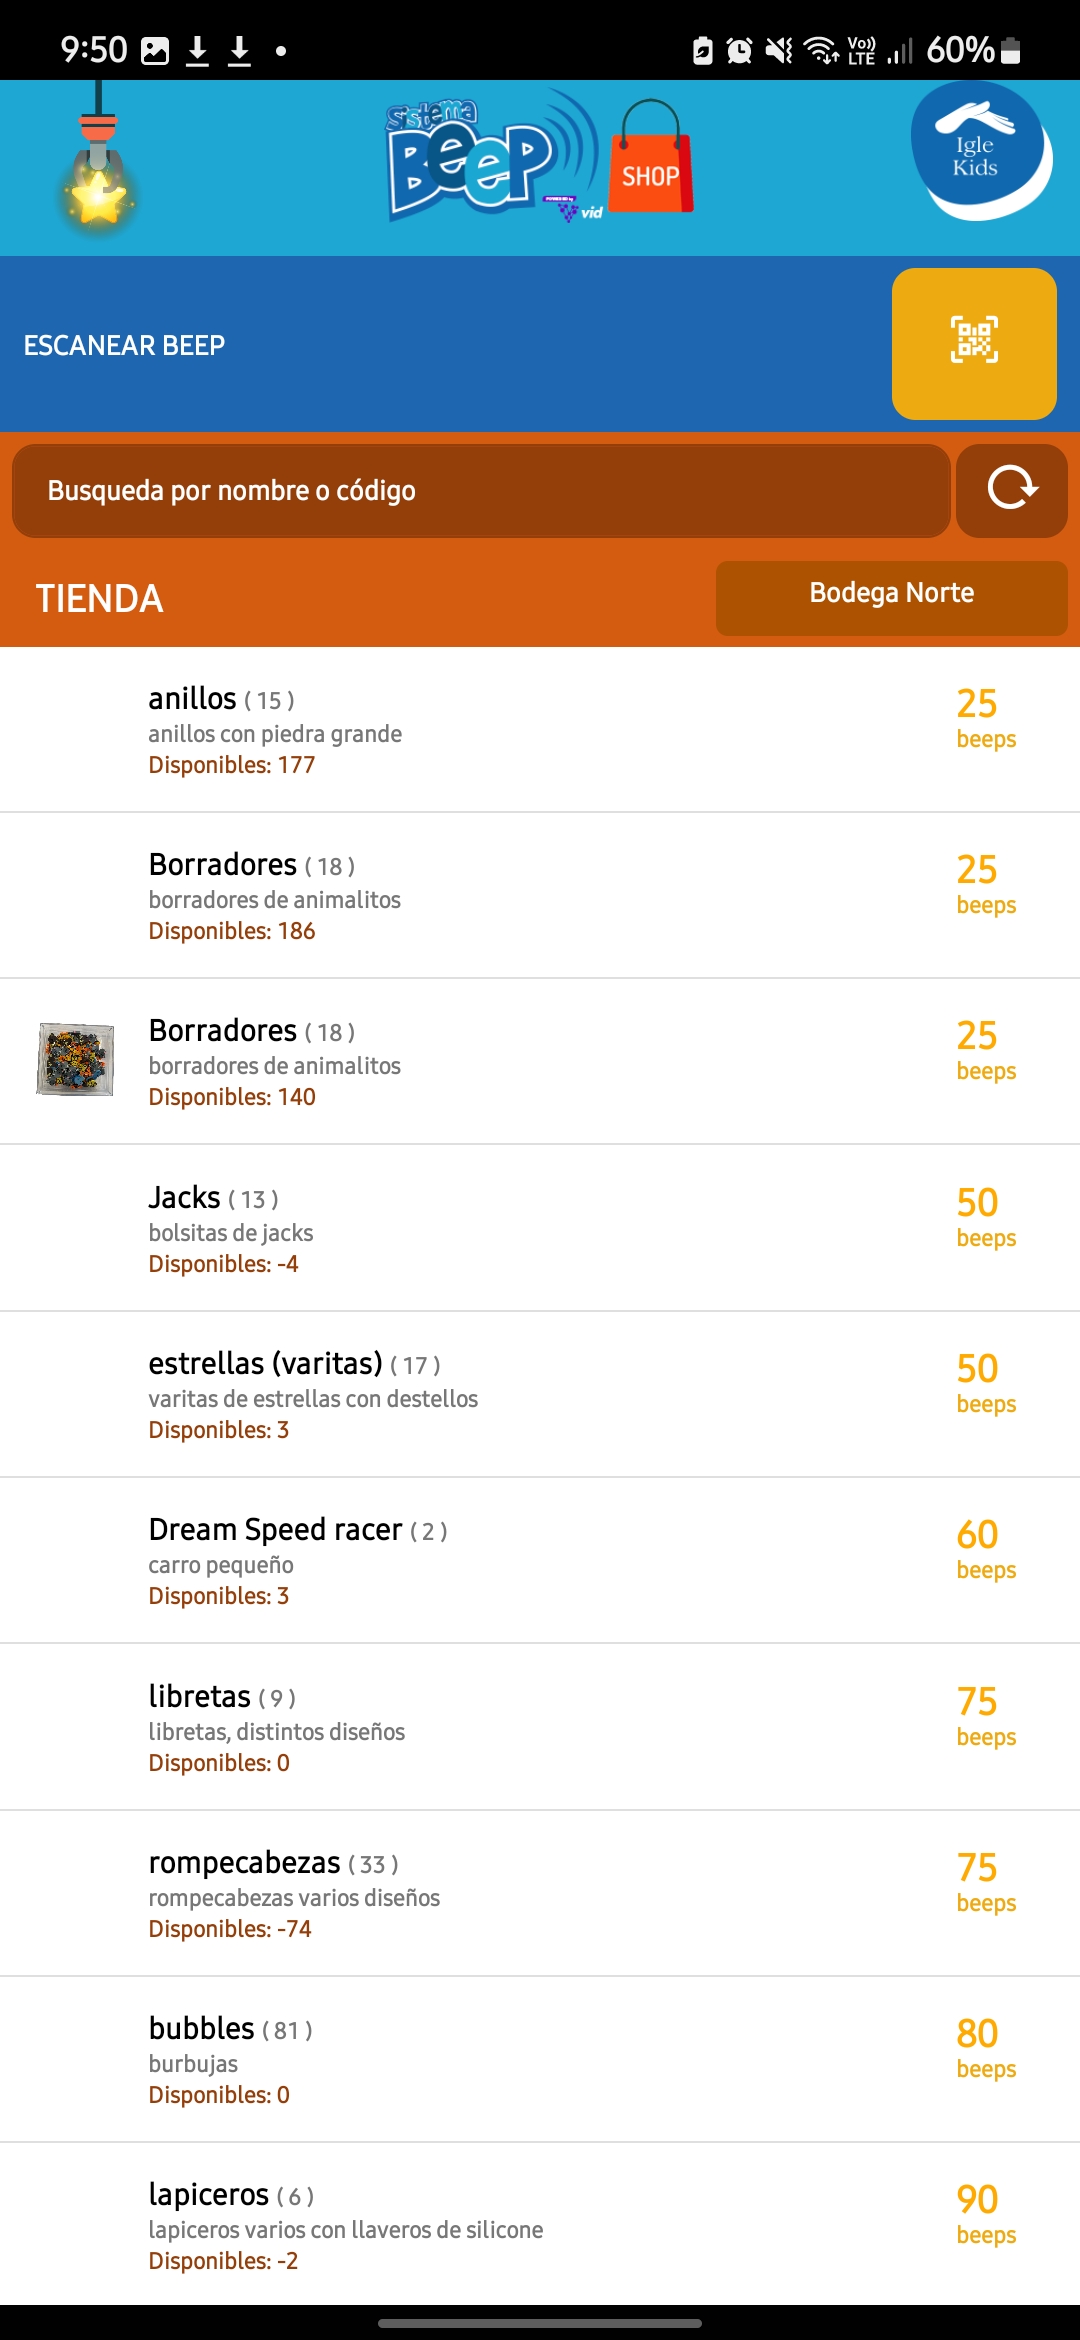 9:50
Vo))
LTE
60%
Sistema
BeeP
vid
SHOP
Igle
Kids
ESCANEAR BEEP
Busqueda por nombre o código
TIENDA
Bodega Norte
anillos ( 15 )
anillos con piedra grande
Disponibles: 177
25
beeps
Borradores ( 18 )
borradores de animalitos
Disponibles: 186
25
beeps
Borradores ( 18 )
borradores de animalitos
Disponibles: 140
25
beeps
Jacks ( 13 )
bolsitas de jacks
Disponibles: -4
50
beeps
estrellas (varitas) ( 17 )
varitas de estrellas con destellos
Disponibles: 3
50
beeps
Dream Speed racer ( 2 )
carro pequeño
Disponibles: 3
60
beeps
libretas ( 9 )
libretas, distintos diseños
Disponibles: 0
75
beeps
rompecabezas ( 33 )
rompecabezas varios diseños
Disponibles: -74
75
beeps
bubbles ( 81 )
burbujas
Disponibles: 0
80
beeps
lapiceros ( 6 )
lapiceros varios con llaveros de silicone
Disponibles: -2
90
beeps